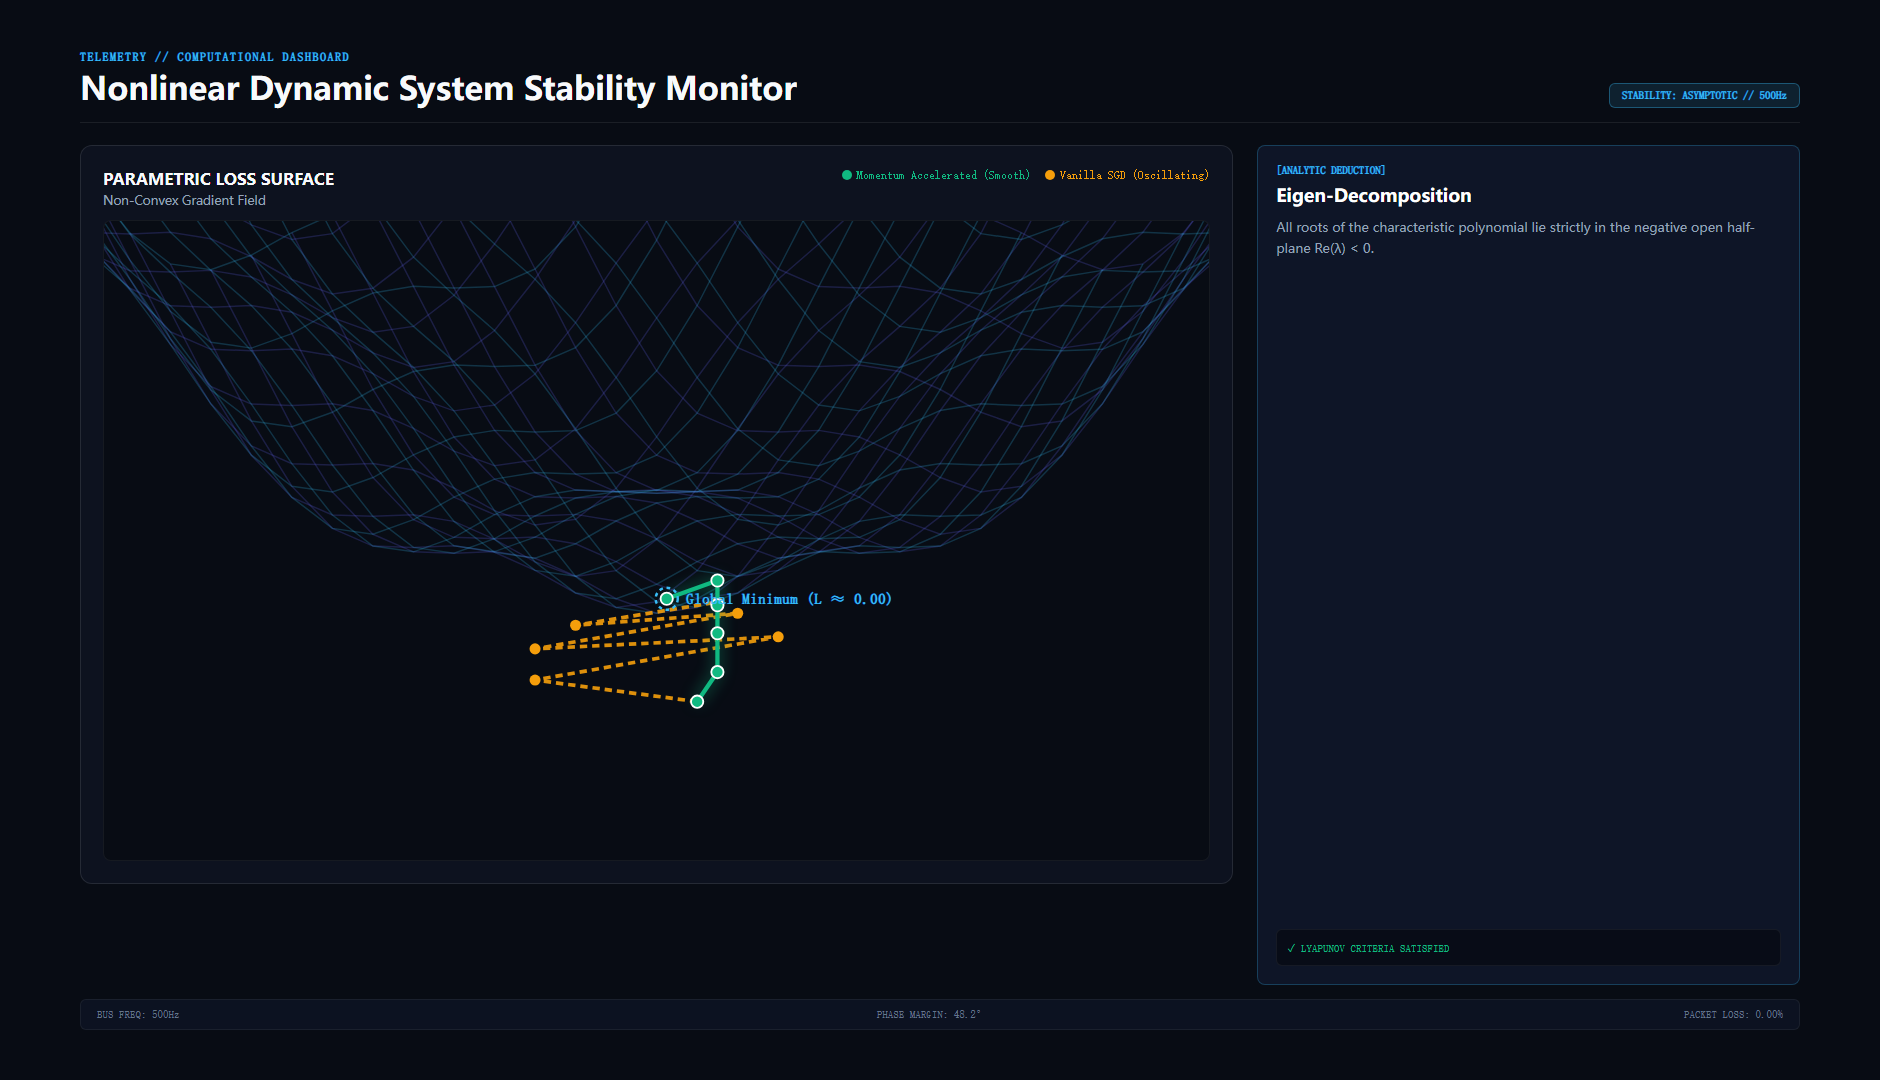 TELEMETRY // COMPUTATIONAL DASHBOARD
Nonlinear Dynamic System Stability Monitor
STABILITY: ASYMPTOTIC // 500Hz
PARAMETRIC LOSS SURFACE
Non-Convex Gradient Field
Momentum Accelerated (Smooth)
Vanilla SGD (Oscillating)
Global Minimum (L ≈ 0.00)
[ANALYTIC DEDUCTION]
Eigen-Decomposition
All roots of the characteristic polynomial lie strictly in the negative open half-
plane Re(λ) < 0.
✓ LYAPUNOV CRITERIA SATISFIED
BUS FREQ: 500Hz
PHASE MARGIN: 48.2°
PACKET LOSS: 0.00%